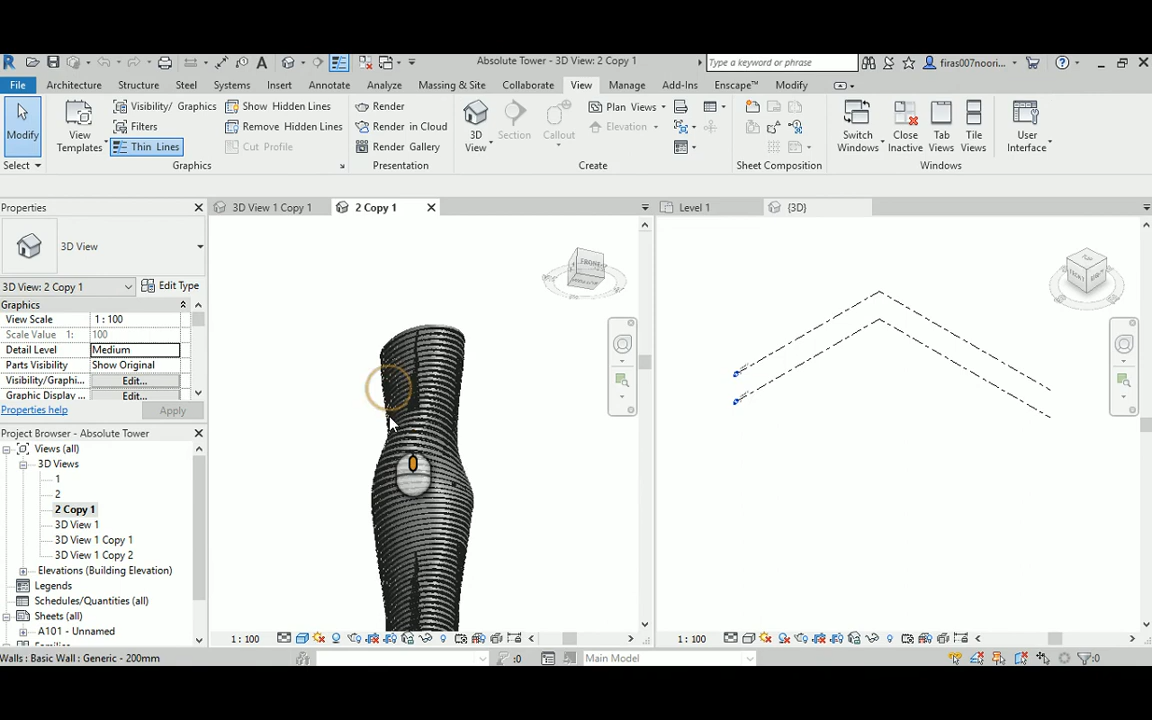 Absolute Tower - 3D View: 2 Copy 1
Type a keyword or phrase
firas007noori...
File Architecture Structure Steel Systems Insert Annotate Analyze Massing & Site Collaborate View Manage Add-Ins Enscape™ Modify
Modify
Select
View Templates
Visibility/ Graphics
Filters
Thin Lines
Show Hidden Lines
Remove Hidden Lines
Cut Profile
Graphics
Render
Render in Cloud
Render Gallery
Presentation
3D View
Section
Callout
Plan Views
Elevation
Create
Sheet Composition
Switch Windows
Close Inactive
Tab Views
Tile Views
Windows
User Interface
Properties
3D View 1 Copy 1
2 Copy 1
Level 1
{3D}
3D View
3D View: 2 Copy 1
Edit Type
Graphics
View Scale 1 : 100
Scale Value 1: 100
Detail Level Medium
Parts Visibility Show Original
Visibility/Graphi... Edit...
Graphic Display ... Edit...
Properties help
Apply
Project Browser - Absolute Tower
Views (all)
3D Views
1
2
2 Copy 1
3D View 1
3D View 1 Copy 1
3D View 1 Copy 2
Elevations (Building Elevation)
Legends
Schedules/Quantities (all)
Sheets (all)
A101 - Unnamed
FRONT
FRONT
1 : 100
1 : 100
Walls : Basic Wall : Generic - 200mm
:0
Main Model
:0